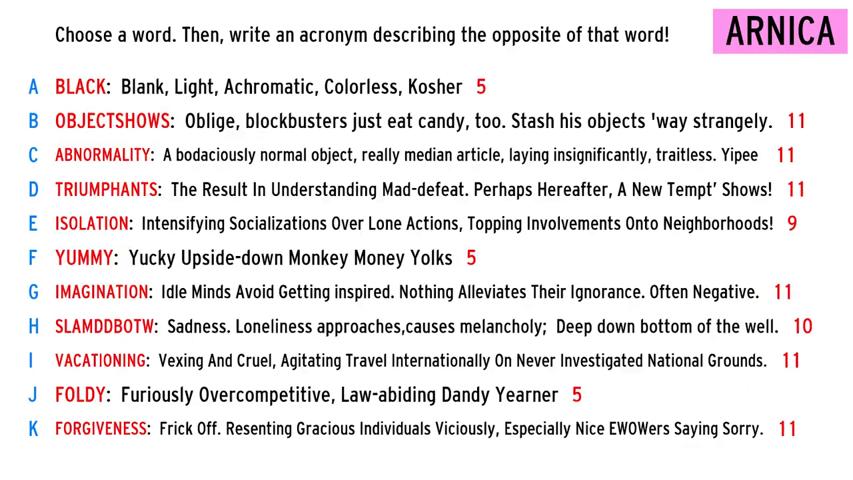 Choose a word. Then, write an acronym describing the opposite of that word!
ARNICA
A BLACK: Blank, Light, Achromatic, Colorless, Kosher 5
B OBJECTSHOWS: Oblige, blockbusters just eat candy, too. Stash his objects 'way strangely. 11
C ABNORMALITY: A bodaciously normal object, really median article, laying insignificantly, traitless. Yipee 11
D TRIUMPHANTS: The Result In Understanding Mad-defeat. Perhaps Hereafter, A New Tempt' Shows! 11
E ISOLATION: Intensifying Socializations Over Lone Actions, Topping Involvements Onto Neighborhoods! 9
F YUMMY: Yucky Upside-down Monkey Money Yolks 5
G IMAGINATION: Idle Minds Avoid Getting inspired. Nothing Alleviates Their Ignorance. Often Negative. 11
H SLAMDDBOTW: Sadness. Loneliness approaches,causes melancholy; Deep down bottom of the well. 10
I VACATIONING: Vexing And Cruel, Agitating Travel Internationally On Never Investigated National Grounds. 11
J FOLDY: Furiously Overcompetitive, Law-abiding Dandy Yearner 5
K FORGIVENESS: Frick Off. Resenting Gracious Individuals Viciously, Especially Nice EWOWers Saying Sorry. 11